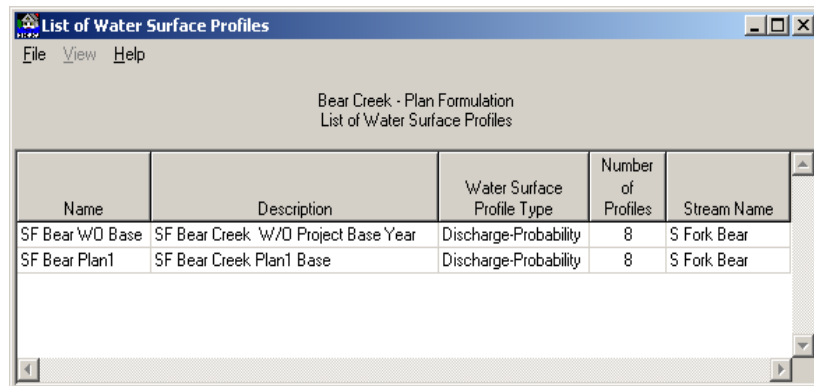 List of Water Surface Profiles
File View Help
Bear Creek - Plan Formulation
List of Water Surface Profiles
Name Description Water Surface Profile Type Number of Profiles Stream Name
SF Bear WO Base SF Bear Creek W/O Project Base Year Discharge-Probability 8 S Fork Bear
SF Bear Plan1 SF Bear Creek Plan1 Base Discharge-Probability 8 S Fork Bear